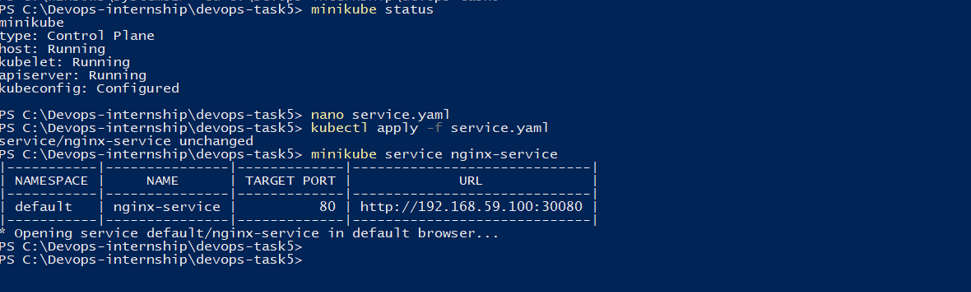 PS C:\Devops-internship\devops-task5> minikube status
minikube
type: Control Plane
host: Running
kubelet: Running
apiserver: Running
kubeconfig: Configured
PS C:\Devops-internship\devops-task5> nano service.yaml
PS C:\Devops-internship\devops-task5> kubectl apply -f service.yaml
service/nginx-service unchanged
PS C:\Devops-internship\devops-task5> minikube service nginx-service
|-----------|---------------|-------------|-----------------------------|
| NAMESPACE |     NAME      | TARGET PORT |             URL             |
|-----------|---------------|-------------|-----------------------------|
| default   | nginx-service |          80 | http://192.168.59.100:30080 |
|-----------|---------------|-------------|-----------------------------|
* Opening service default/nginx-service in default browser...
PS C:\Devops-internship\devops-task5>
PS C:\Devops-internship\devops-task5>